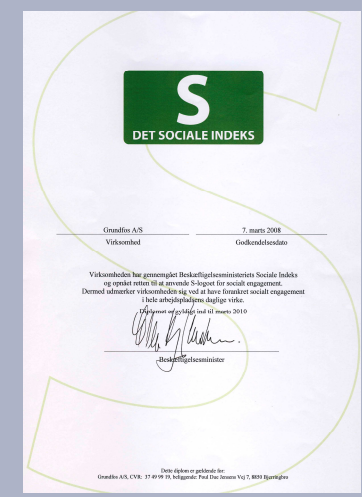 S
DET SOCIALE INDEKS
Grundfos A/S
7. marts 2008
Virksomhed
Godkendelsesdato
Virksomheden har gennemgået Beskæftigelsesministeriets Sociale Indeks
og opnået retten til at anvende S-logoet for socialt engagement.
Dermed udmærker virksomheden sig ved at have forankret socialt engagement
i hele arbejdspladsens daglige virke.
Diplomet er gyldigt ind til marts 2010
Beskæftigelsesminister
Dette diplom er gældende for:
Grundfos A/S, CVR: 37 49 99 19, beliggende: Poul Due Jensens Vej 7, 8850 Bjerringbro